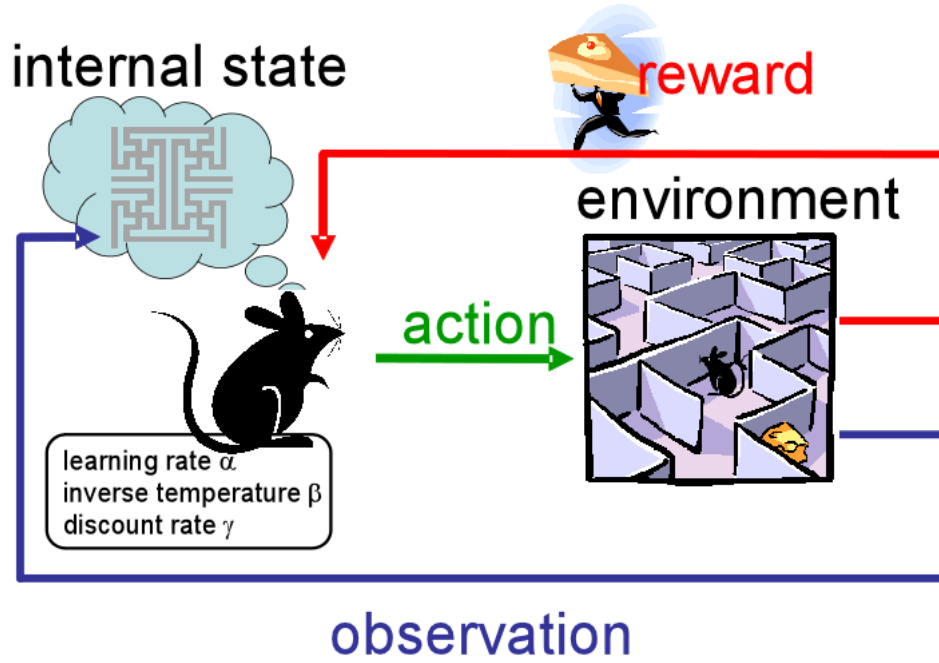 internal state
reward
environment
action
learning rate α
inverse temperature β
discount rate γ
observation